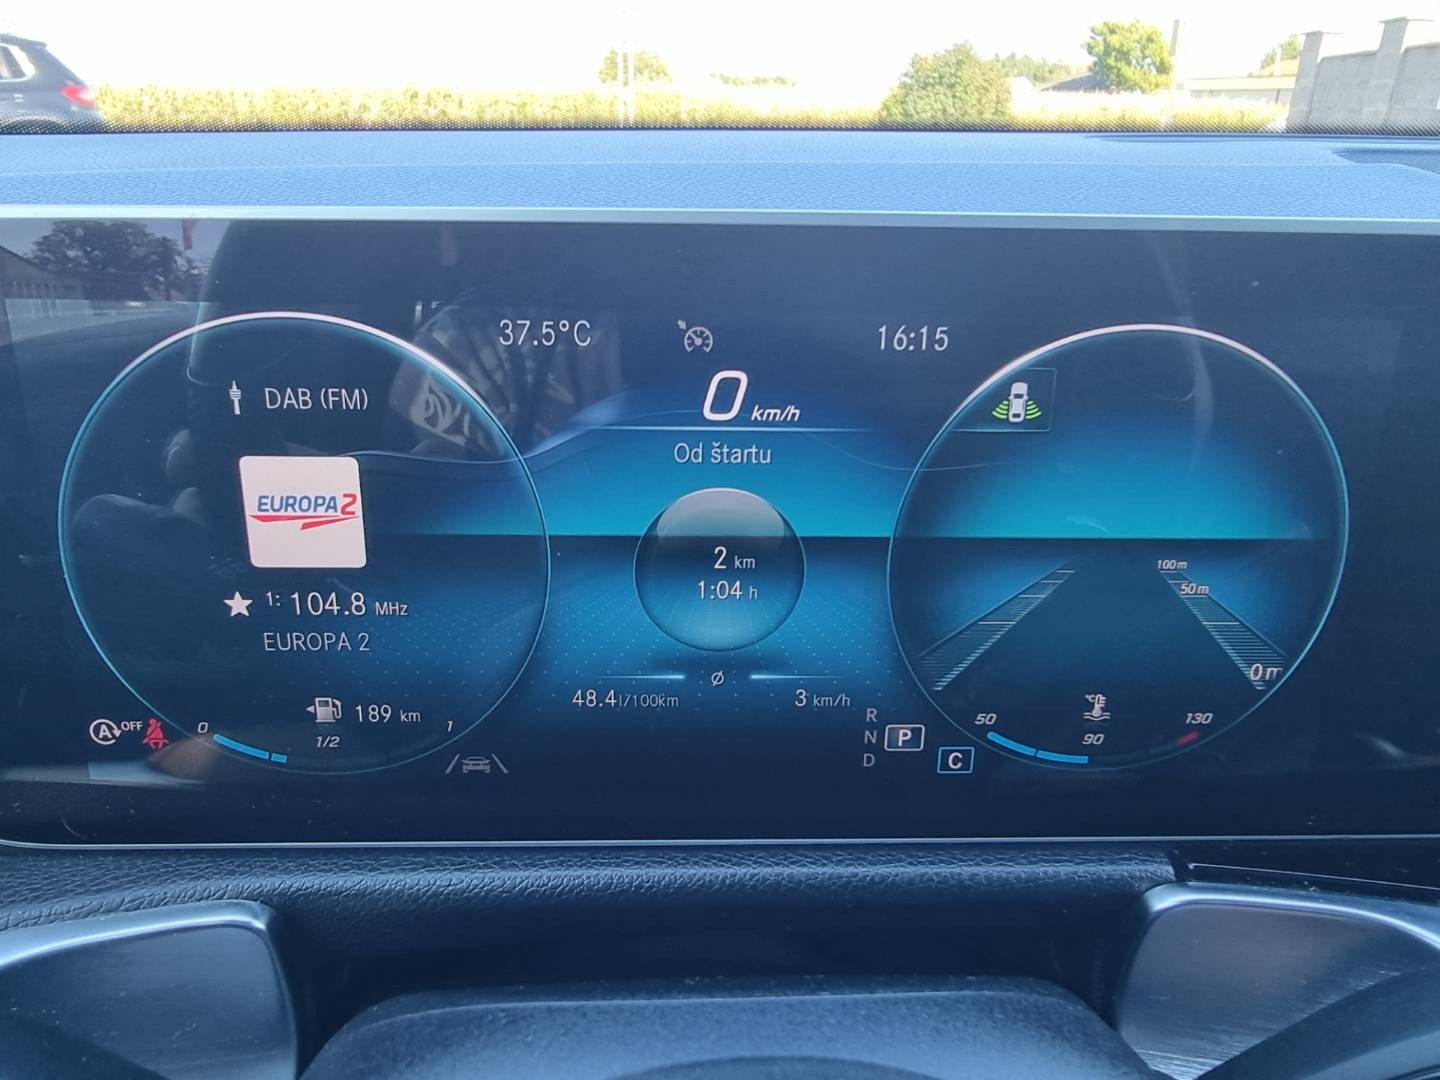 37.5°C
16:15
DAB (FM)
0 km/h
Od štartu
EUROPA 2
2 km
1:04 h
1: 104.8 MHz
EUROPA 2
100m
50m
0 m
Ø
48.4 l/100km
3 km/h
189 km
0
1/2
1
A OFF
R
N
P
D
C
50
°C
90
130